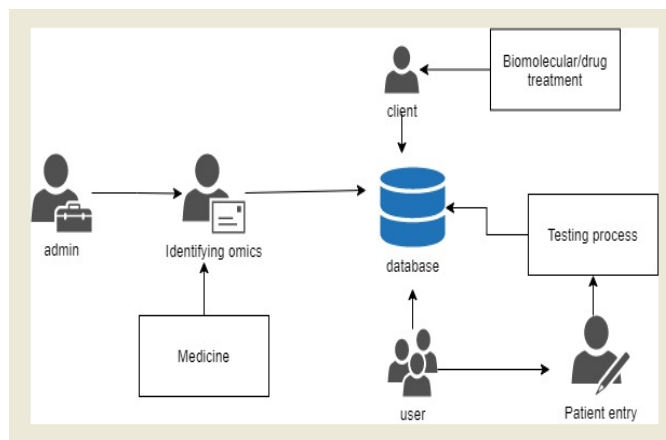 Biomolecular/drug
treatment
client
admin
Identifying omics
database
Testing process
Medicine
user
Patient entry